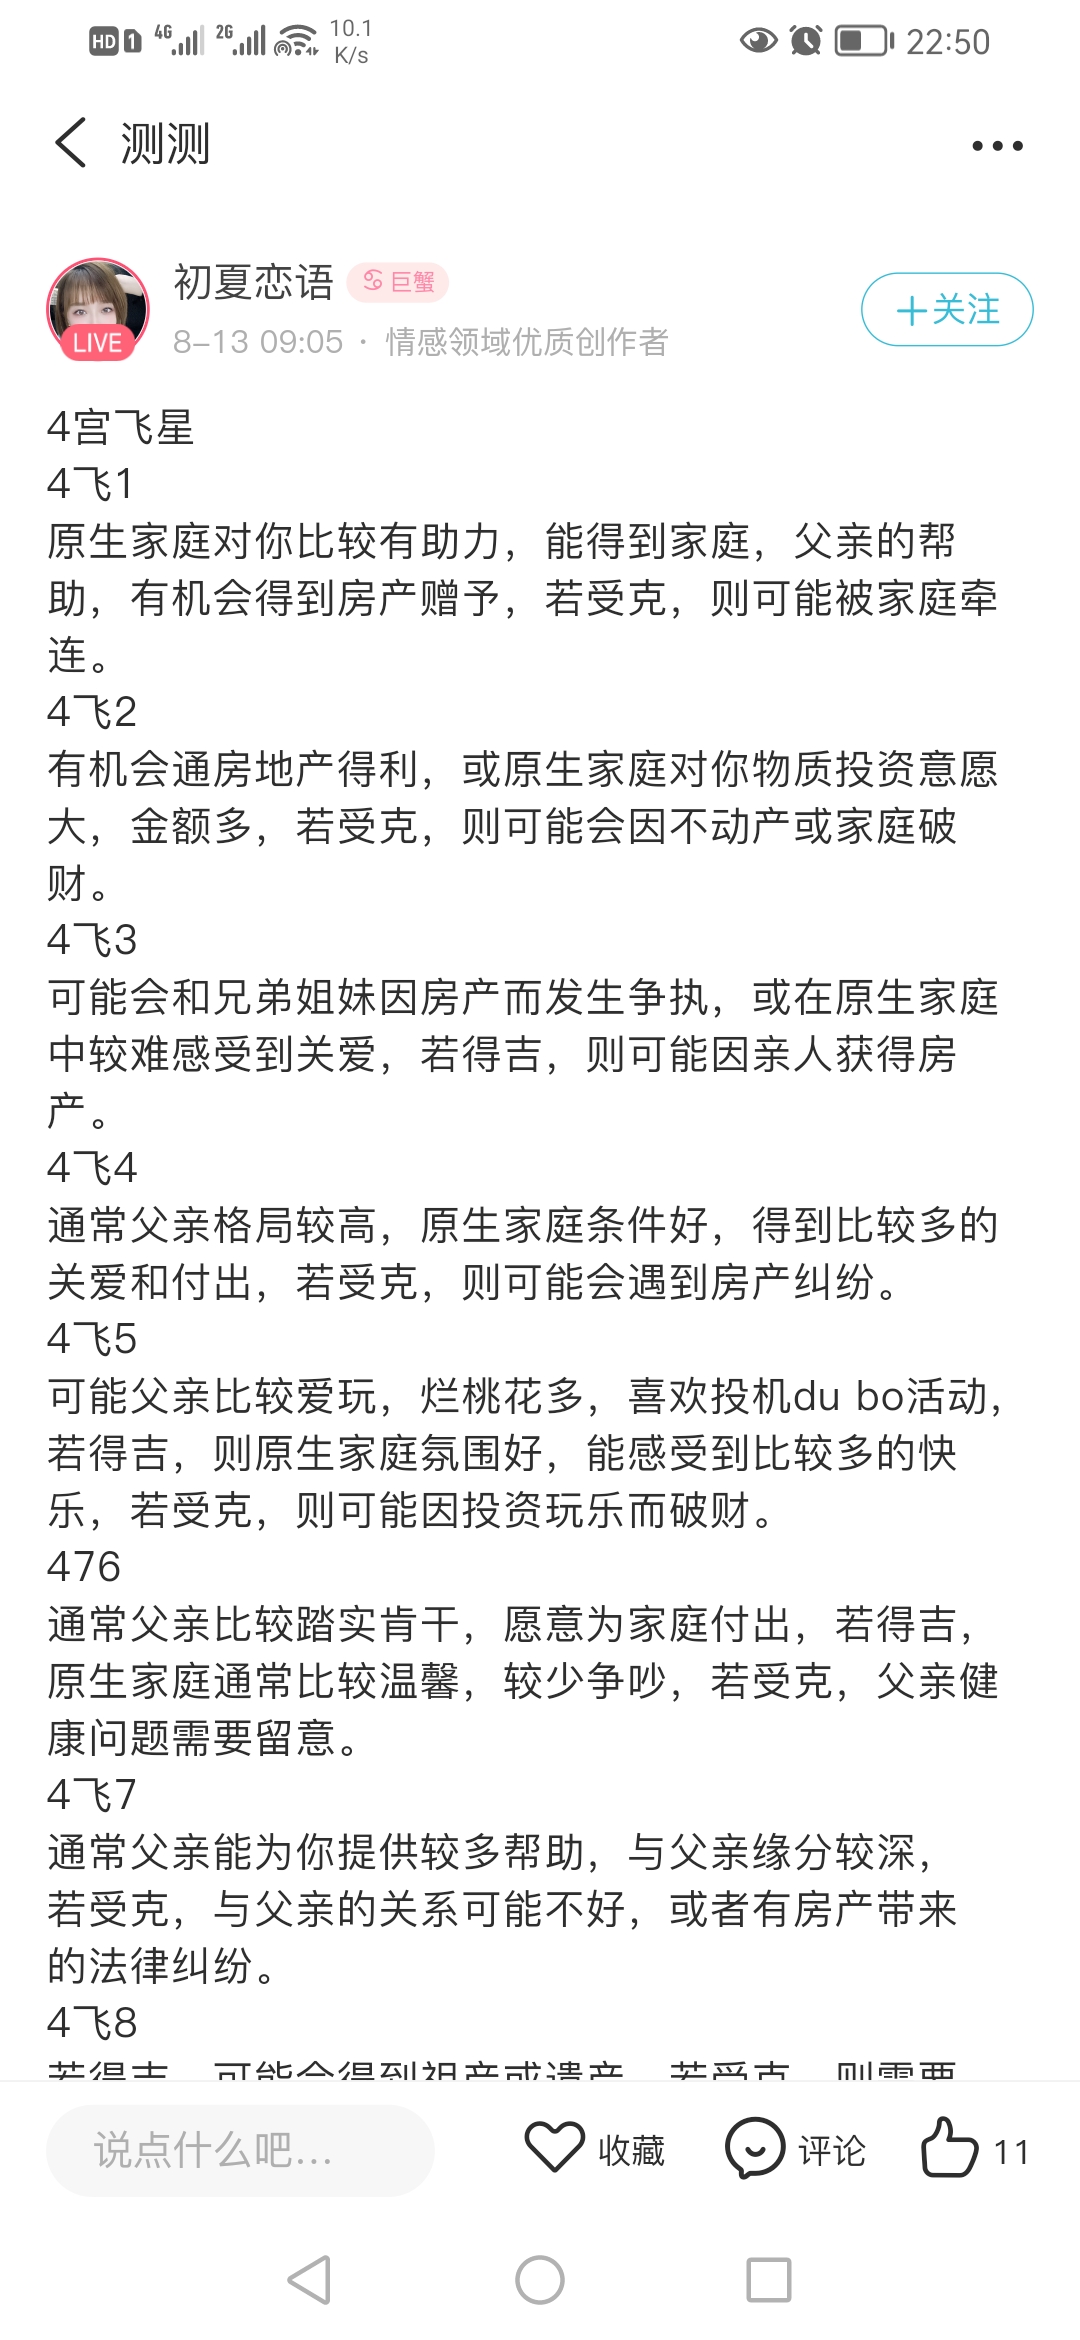 HD 1 4G 2G 10.1 K/s 22:50
测测
初夏恋语 巨蟹
LIVE
8-13 09:05 · 情感领域优质创作者
+关注
4宫飞星
4飞1
原生家庭对你比较有助力，能得到家庭，父亲的帮
助，有机会得到房产赠予，若受克，则可能被家庭牵
连。
4飞2
有机会通房地产得利，或原生家庭对你物质投资意愿
大，金额多，若受克，则可能会因不动产或家庭破
财。
4飞3
可能会和兄弟姐妹因房产而发生争执，或在原生家庭
中较难感受到关爱，若得吉，则可能因亲人获得房
产。
4飞4
通常父亲格局较高，原生家庭条件好，得到比较多的
关爱和付出，若受克，则可能会遇到房产纠纷。
4飞5
可能父亲比较爱玩，烂桃花多，喜欢投机du bo活动，
若得吉，则原生家庭氛围好，能感受到比较多的快
乐，若受克，则可能因投资玩乐而破财。
476
通常父亲比较踏实肯干，愿意为家庭付出，若得吉，
原生家庭通常比较温馨，较少争吵，若受克，父亲健
康问题需要留意。
4飞7
通常父亲能为你提供较多帮助，与父亲缘分较深，
若受克，与父亲的关系可能不好，或者有房产带来
的法律纠纷。
4飞8
若得吉，可能会得到祖产或遗产，若受克，则需要
说点什么吧... 收藏 评论 11